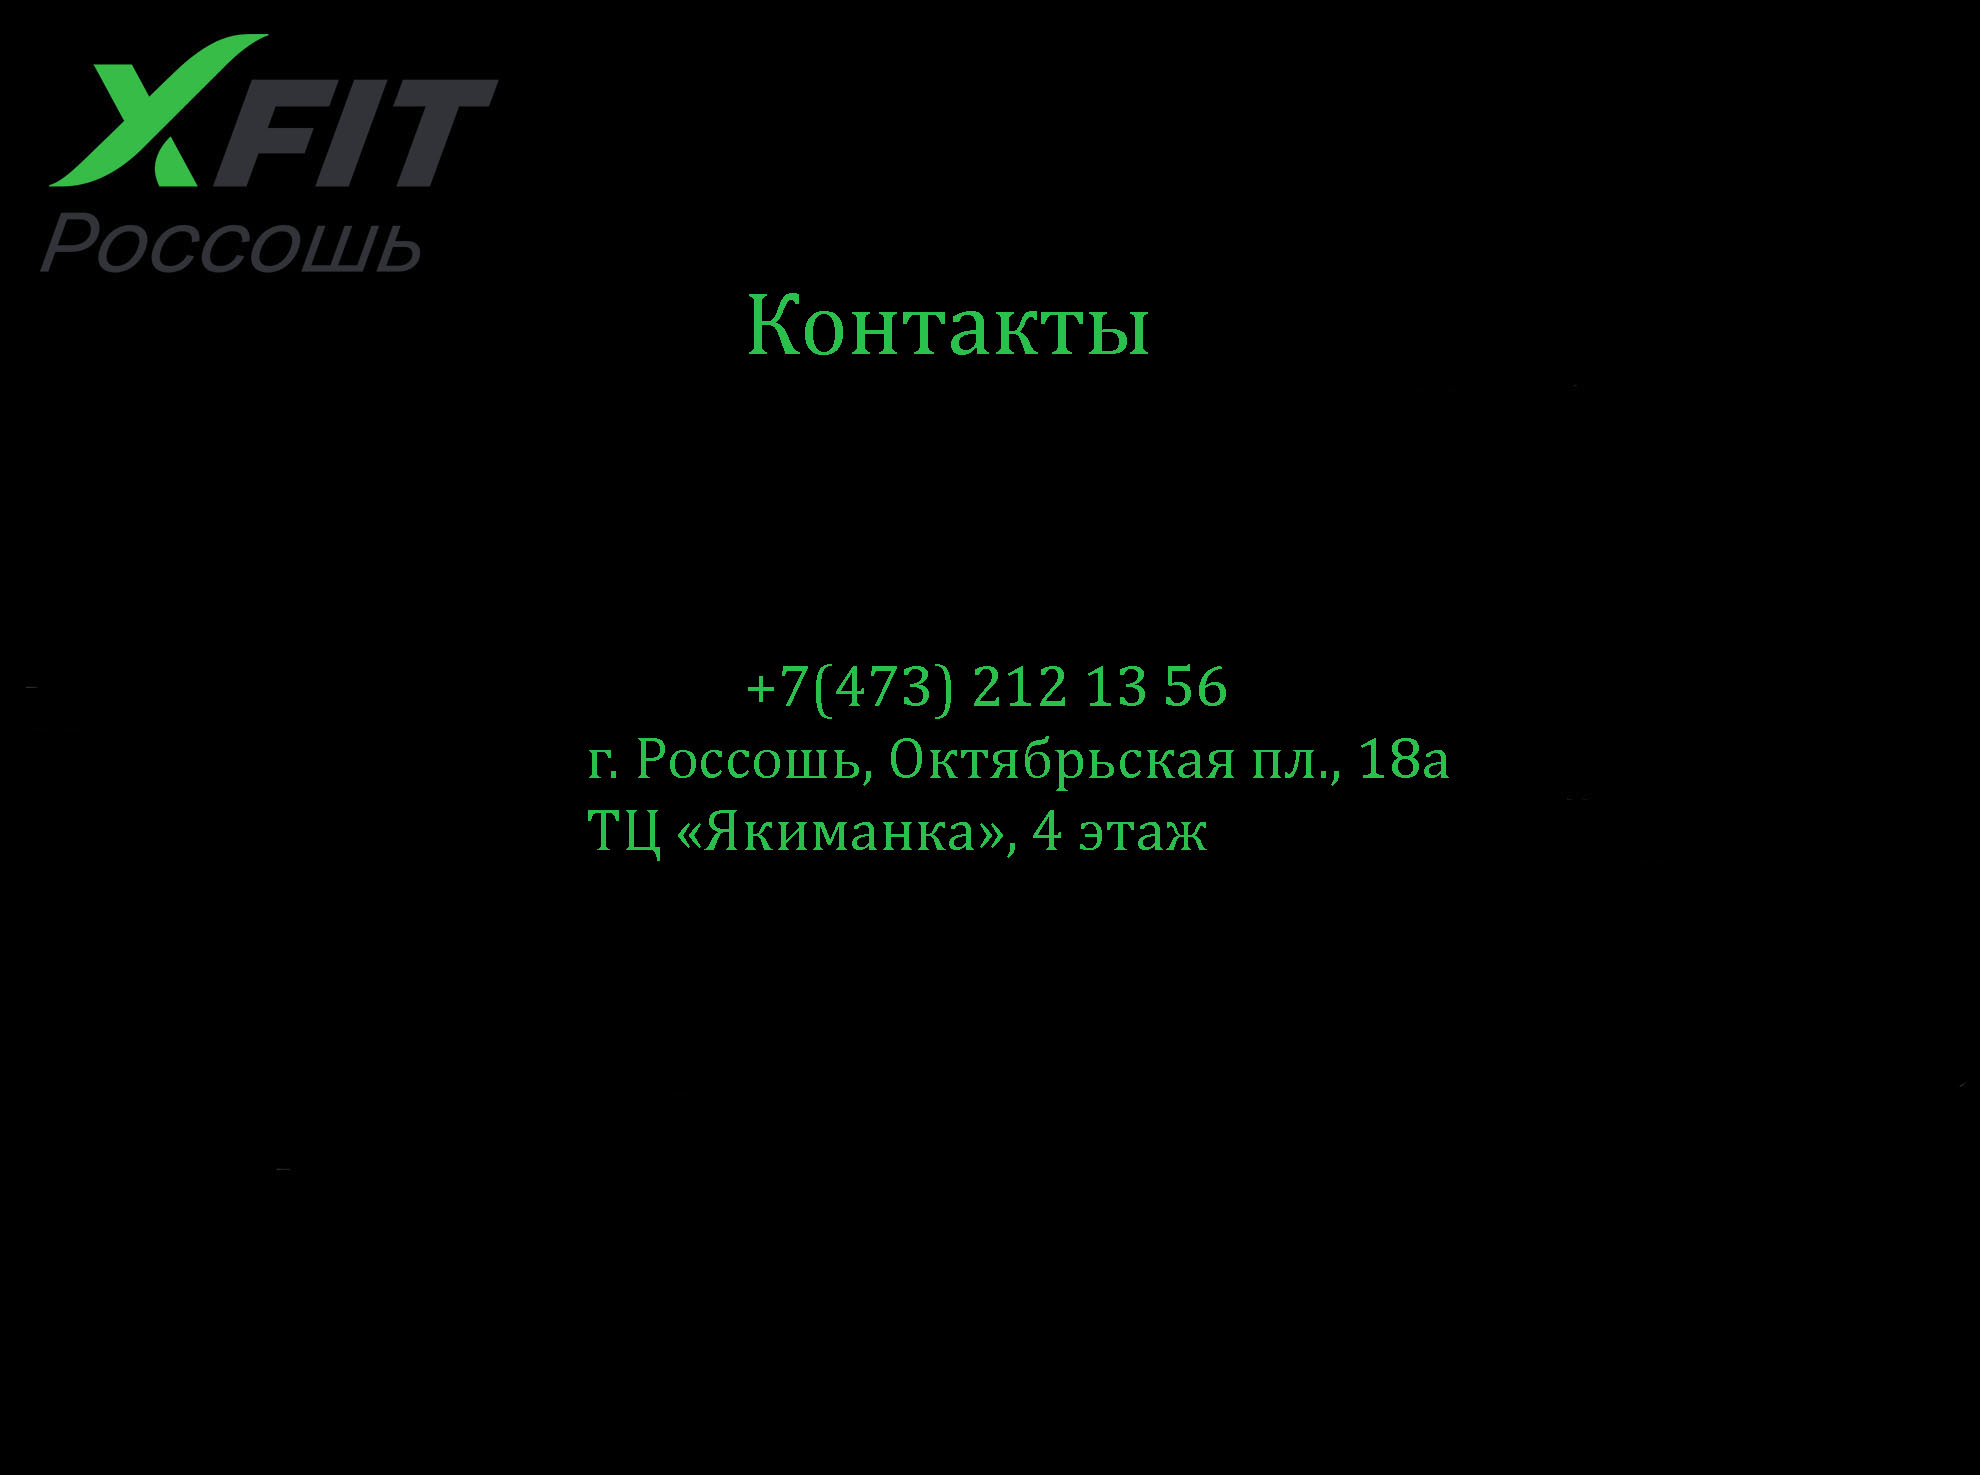 XFIT
Россошь
Контакты
+7(473) 212 13 56
г. Россошь, Октябрьская пл., 18а
ТЦ «Якиманка», 4 этаж